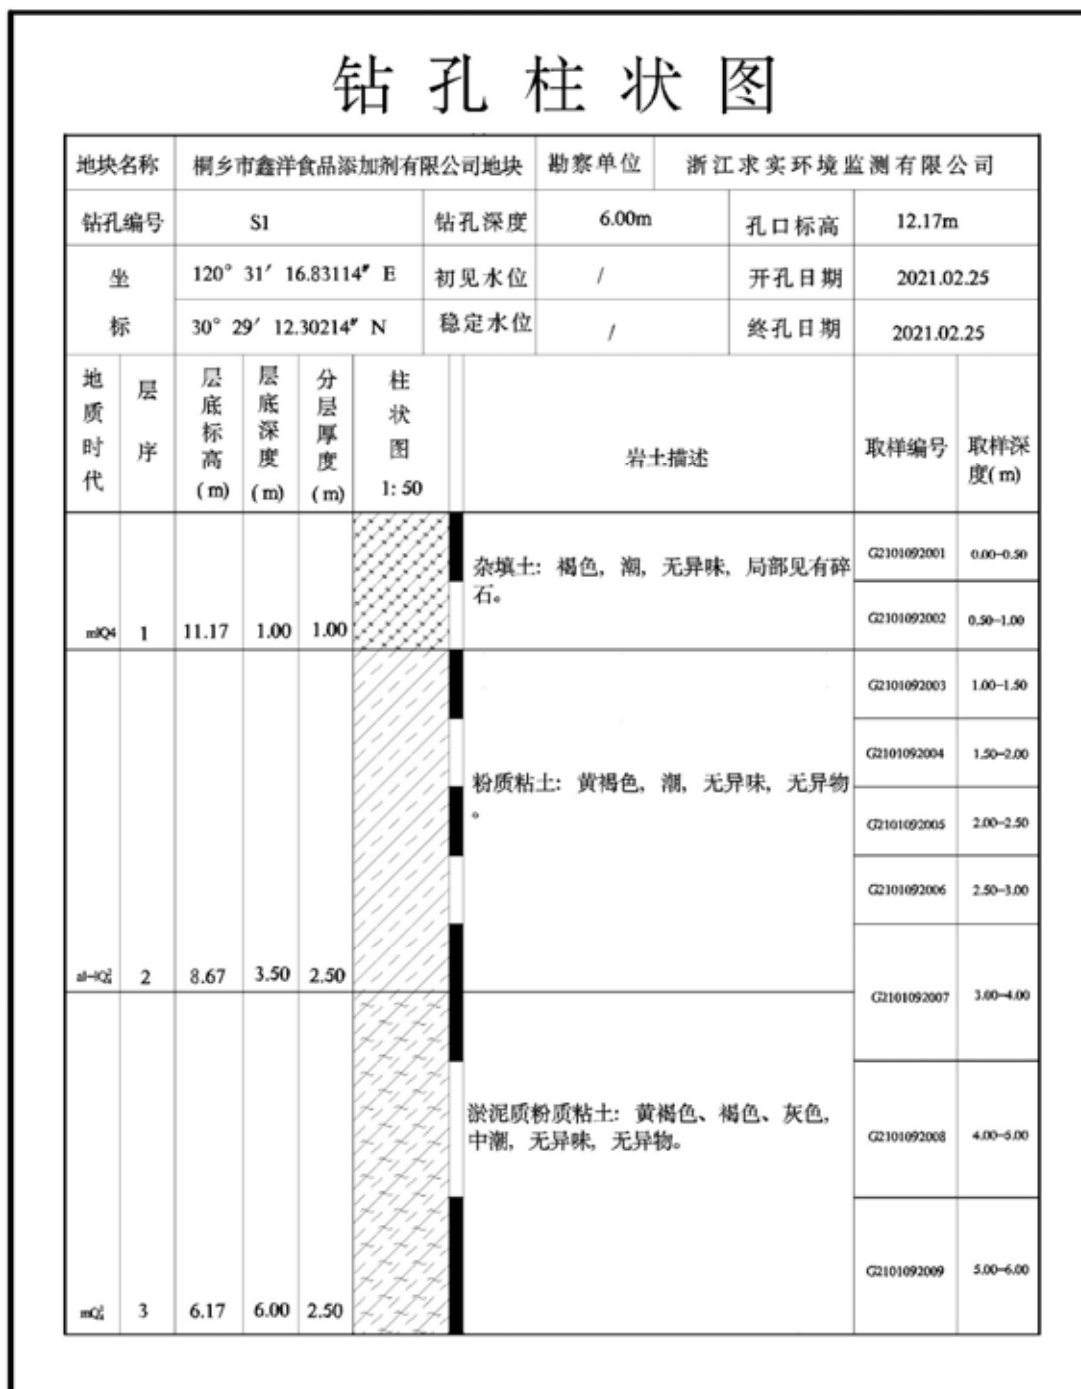 钻孔柱状图
地块名称 桐乡市鑫洋食品添加剂有限公司地块 勘察单位 浙江求实环境监测有限公司
钻孔编号 S1 钻孔深度 6.00m 孔口标高 12.17m
坐标 120° 31′ 16.83114″ E 初见水位 / 开孔日期 2021.02.25
30° 29′ 12.30214″ N 稳定水位 / 终孔日期 2021.02.25
地质时代 层序 层底标高(m) 层底深度(m) 分层厚度(m) 柱状图 1:50 岩土描述 取样编号 取样深度(m)
G2101092001 0.00-0.50
杂填土：褐色，潮，无异味，局部见有碎
石。
G2101092002 0.50-1.00
mlQ4 1 11.17 1.00 1.00
G2101092003 1.00-1.50
G2101092004 1.50-2.00
粉质粘土：黄褐色，潮，无异味，无异物
。
G2101092005 2.00-2.50
G2101092006 2.50-3.00
al-lQ₄² 2 8.67 3.50 2.50
G2101092007 3.00-4.00
淤泥质粉质粘土：黄褐色、褐色、灰色，
中潮，无异味，无异物。
G2101092008 4.00-5.00
G2101092009 5.00-6.00
3 6.17 6.00 2.50